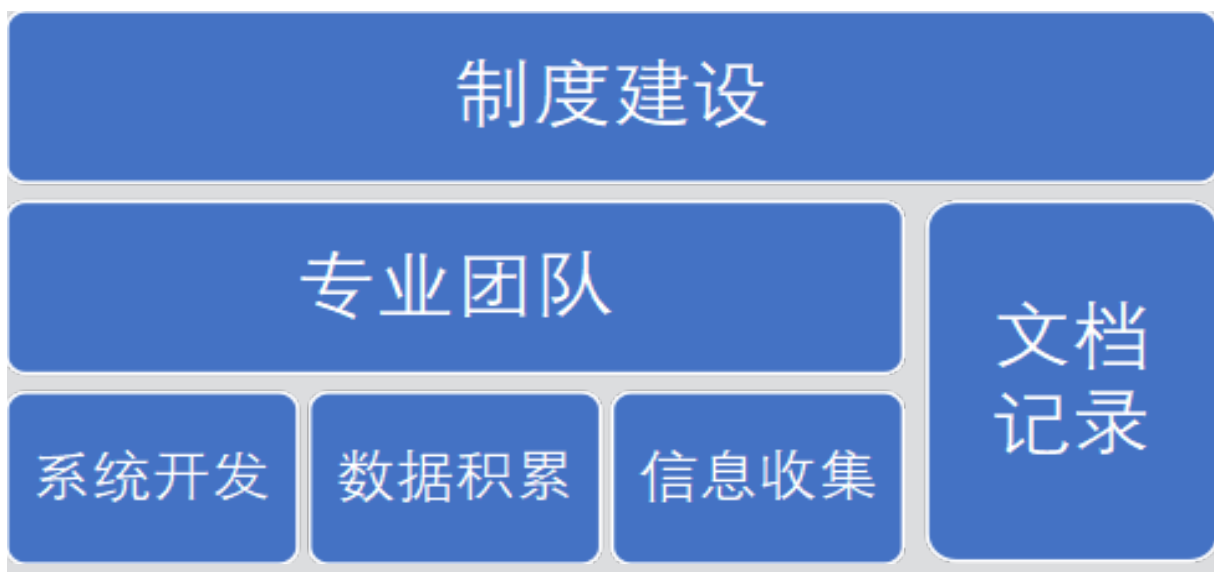 制度建设
专业团队
文档
记录
系统开发
数据积累
信息收集